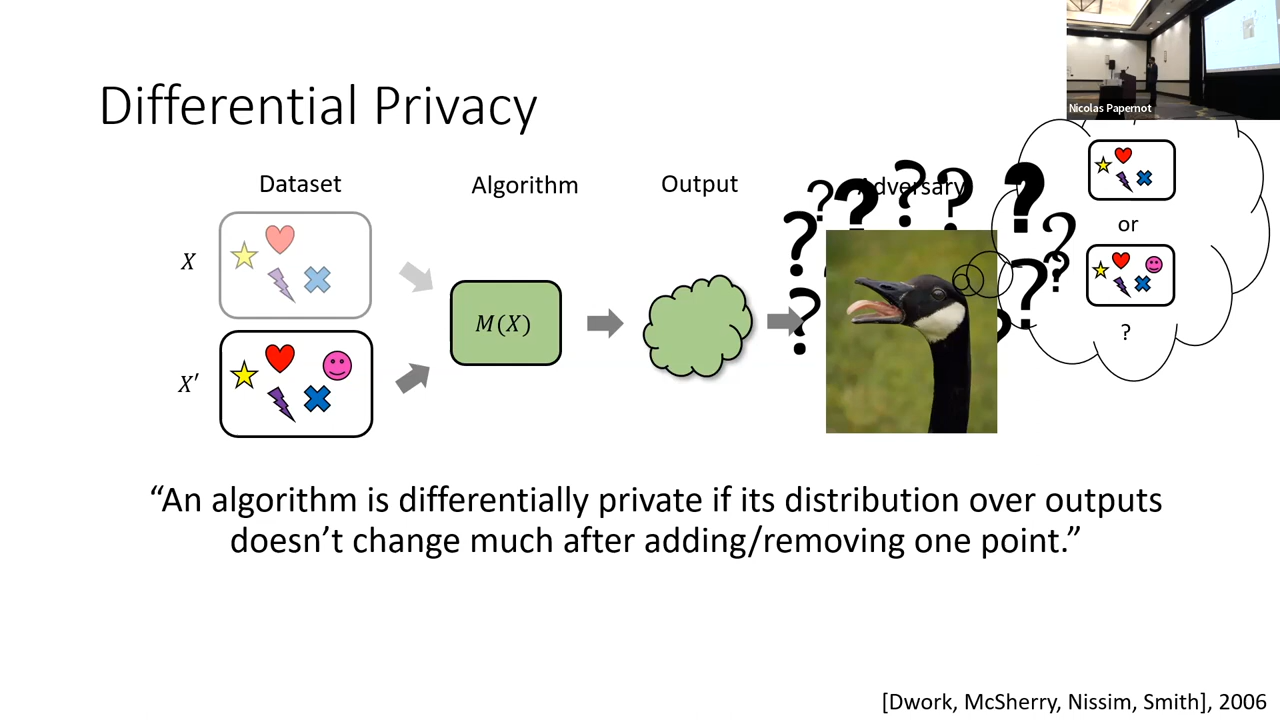 Nicolas Papernot
Differential Privacy
Dataset
Algorithm
Output
Adversary
X
M(X)
X′
? ? ? ? ? ? ? ? ? ?
or
?
“An algorithm is differentially private if its distribution over outputs
doesn’t change much after adding/removing one point.”
[Dwork, McSherry, Nissim, Smith], 2006